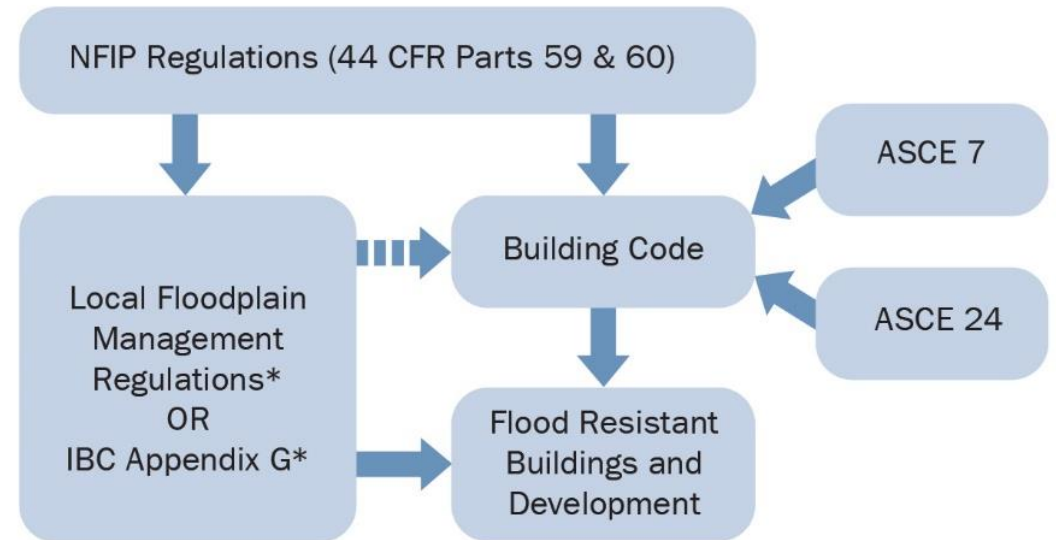 NFIP Regulations (44 CFR Parts 59 & 60)
ASCE 7
Building Code
Local Floodplain
Management
Regulations*
OR
IBC Appendix G*
ASCE 24
Flood Resistant
Buildings and
Development